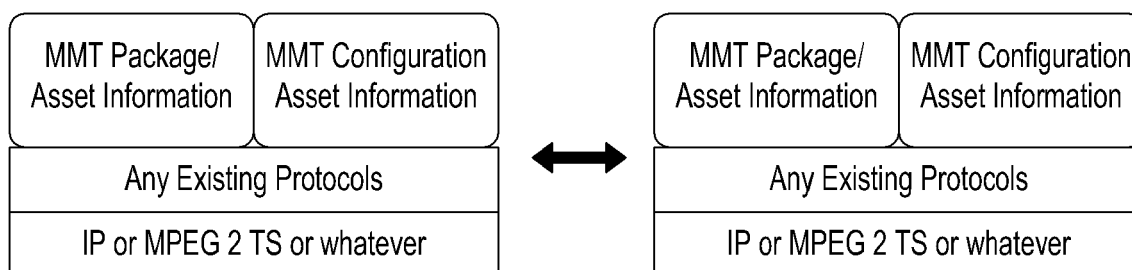 MMT Package/
Asset Information
MMT Configuration
Asset Information
Any Existing Protocols
IP or MPEG 2 TS or whatever
MMT Package/
Asset Information
MMT Configuration
Asset Information
Any Existing Protocols
IP or MPEG 2 TS or whatever